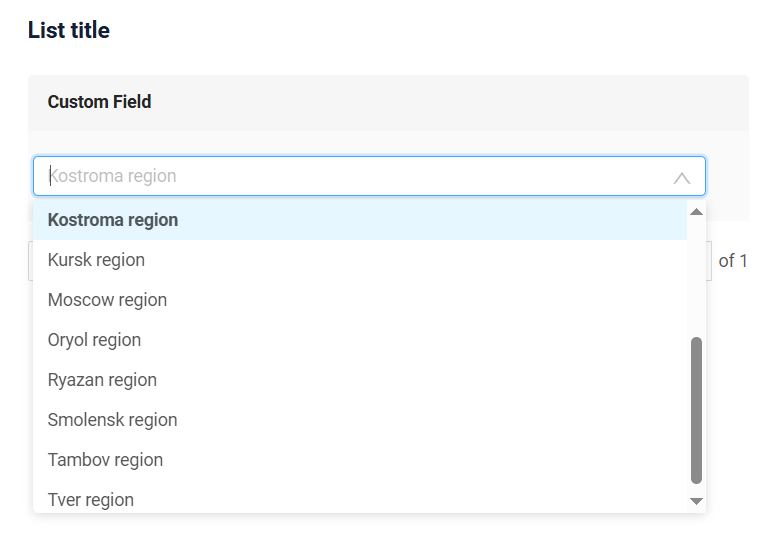 List title
Custom Field
Kostroma region
Kostroma region
Kursk region
Moscow region
Oryol region
Ryazan region
Smolensk region
Tambov region
Tver region
of 1